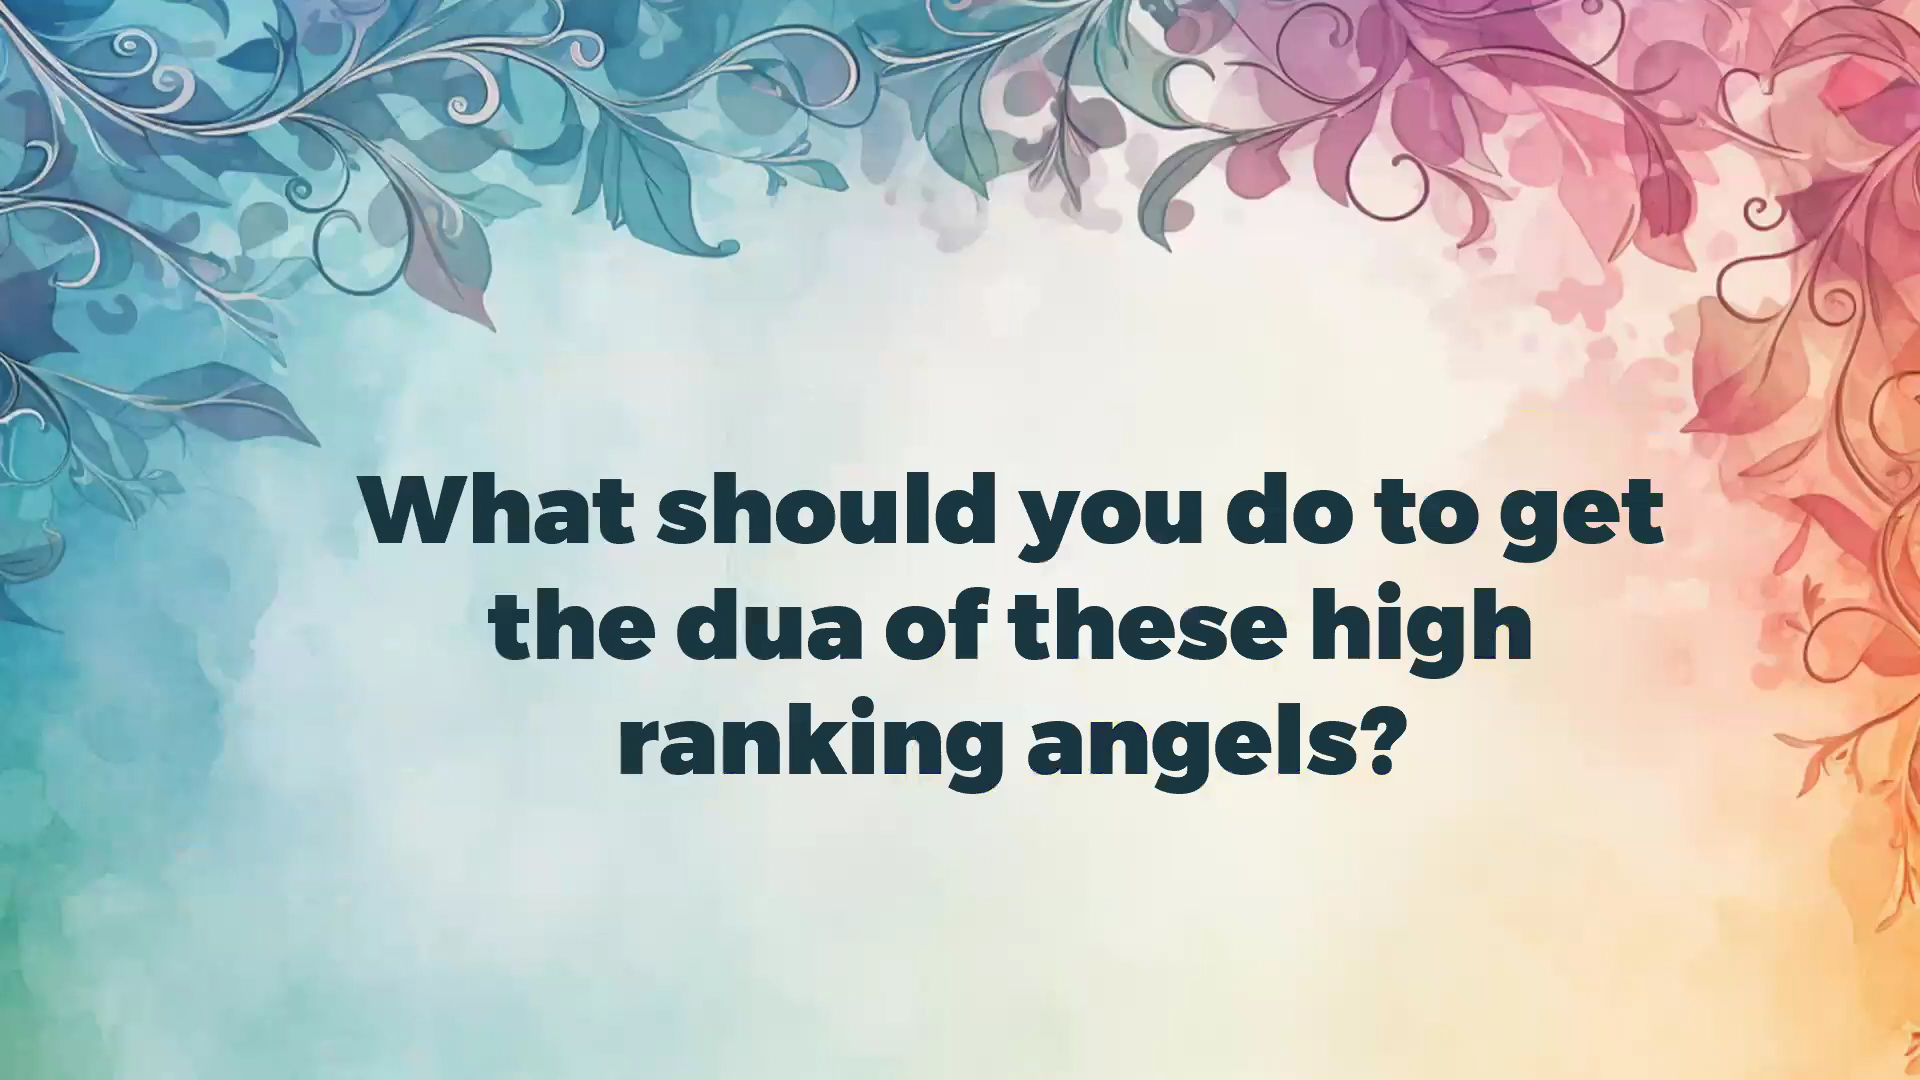 What should you do to get
the dua of these high
ranking angels?